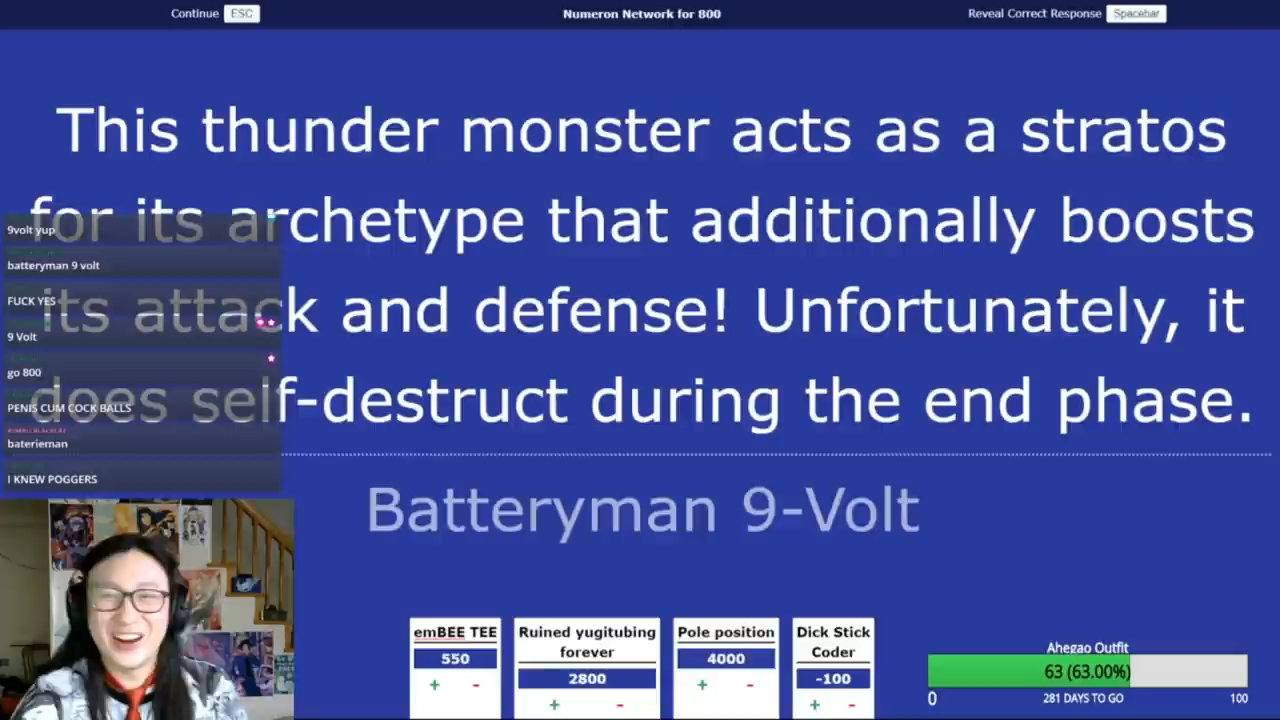 Continue ESC
Numeron Network for 800
Reveal Correct Response Spacebar
This thunder monster acts as a stratos
for its archetype that additionally boosts
its attack and defense! Unfortunately, it
does self-destruct during the end phase.
Batteryman 9-Volt
9volt yup
batteryman 9 volt
FUCK YES
9 Volt
go 800
PENIS CUM COCK BALLS
baterieman
I KNEW POGGERS
emBEE TEE
550
+ -
Ruined yugitubing
forever
2800
+ -
Pole position
4000
+ -
Dick Stick
Coder
-100
+ -
Ahegao Outfit
63 (63.00%)
0
281 DAYS TO GO
100